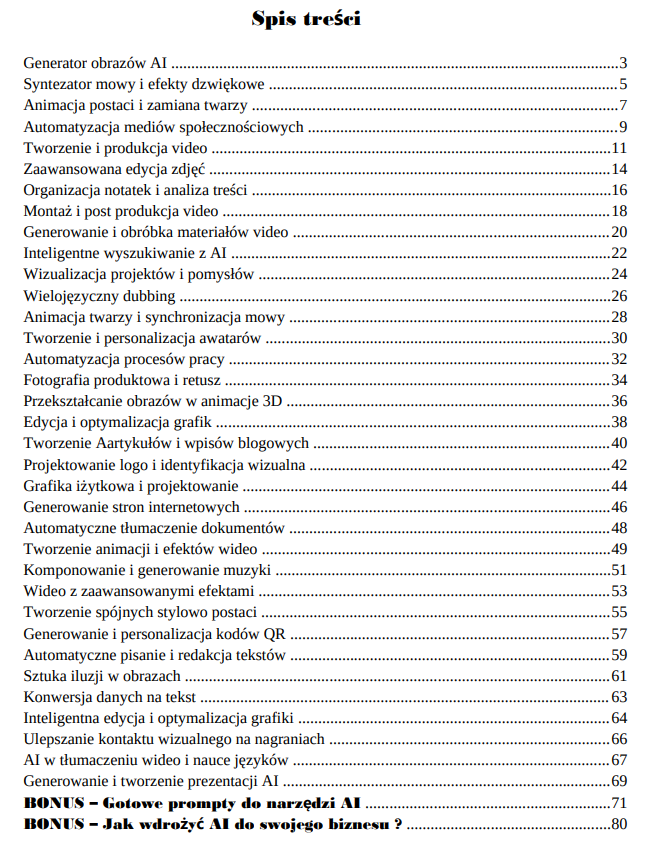 Spis treści
Generator obrazów AI ........................................ 3
Syntezator mowy i efekty dzwiękowe ........................................ 5
Animacja postaci i zamiana twarzy ........................................ 7
Automatyzacja mediów społecznościowych ........................................ 9
Tworzenie i produkcja video ........................................ 11
Zaawansowana edycja zdjęć ........................................ 14
Organizacja notatek i analiza treści ........................................ 16
Montaż i post produkcja video ........................................ 18
Generowanie i obróbka materiałów video ........................................ 20
Inteligentne wyszukiwanie z AI ........................................ 22
Wizualizacja projektów i pomysłów ........................................ 24
Wielojęzyczny dubbing ........................................ 26
Animacja twarzy i synchronizacja mowy ........................................ 28
Tworzenie i personalizacja awatarów ........................................ 30
Automatyzacja procesów pracy ........................................ 32
Fotografia produktowa i retusz ........................................ 34
Przekształcanie obrazów w animacje 3D ........................................ 36
Edycja i optymalizacja grafik ........................................ 38
Tworzenie Aartykułów i wpisów blogowych ........................................ 40
Projektowanie logo i identyfikacja wizualna ........................................ 42
Grafika iżytkowa i projektowanie ........................................ 44
Generowanie stron internetowych ........................................ 46
Automatyczne tłumaczenie dokumentów ........................................ 48
Tworzenie animacji i efektów wideo ........................................ 49
Komponowanie i generowanie muzyki ........................................ 51
Wideo z zaawansowanymi efektami ........................................ 53
Tworzenie spójnych stylowo postaci ........................................ 55
Generowanie i personalizacja kodów QR ........................................ 57
Automatyczne pisanie i redakcja tekstów ........................................ 59
Sztuka iluzji w obrazach ........................................ 61
Konwersja danych na tekst ........................................ 63
Inteligentna edycja i optymalizacja grafiki ........................................ 64
Ulepszanie kontaktu wizualnego na nagraniach ........................................ 66
AI w tłumaczeniu wideo i nauce języków ........................................ 67
Generowanie i tworzenie prezentacji AI ........................................ 69
BONUS – Gotowe prompty do narzędzi AI ........................................ 71
BONUS – Jak wdrożyć AI do swojego biznesu ? ........................................ 80